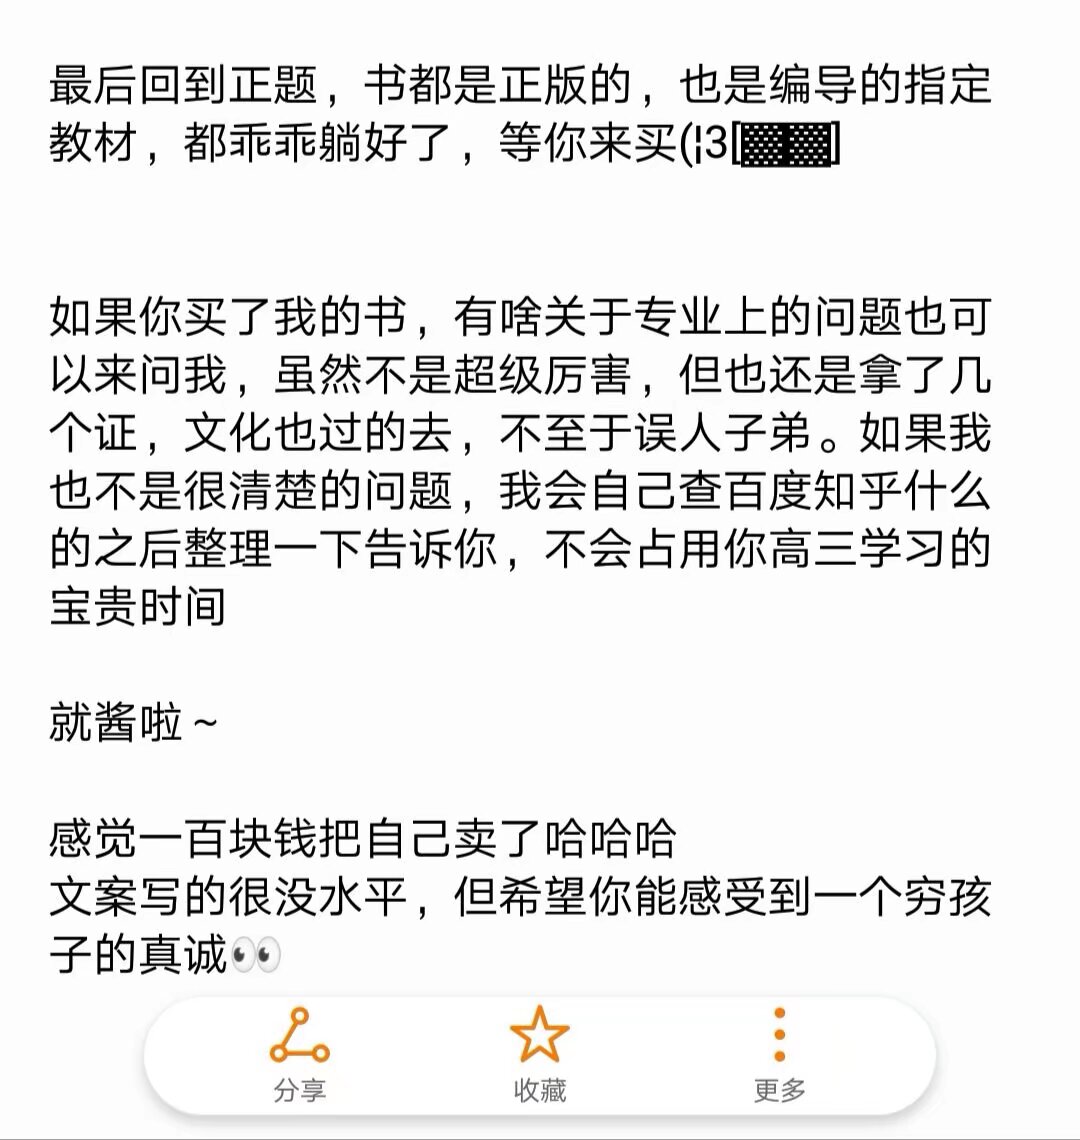 最后回到正题，书都是正版的，也是编导的指定
教材，都乖乖躺好了，等你来买(¦3[▓▓]
如果你买了我的书，有啥关于专业上的问题也可
以来问我，虽然不是超级厉害，但也还是拿了几
个证，文化也过的去，不至于误人子弟。如果我
也不是很清楚的问题，我会自己查百度知乎什么
的之后整理一下告诉你，不会占用你高三学习的
宝贵时间
就酱啦～
感觉一百块钱把自己卖了哈哈哈
文案写的很没水平，但希望你能感受到一个穷孩
子的真诚👀
分享 收藏 更多